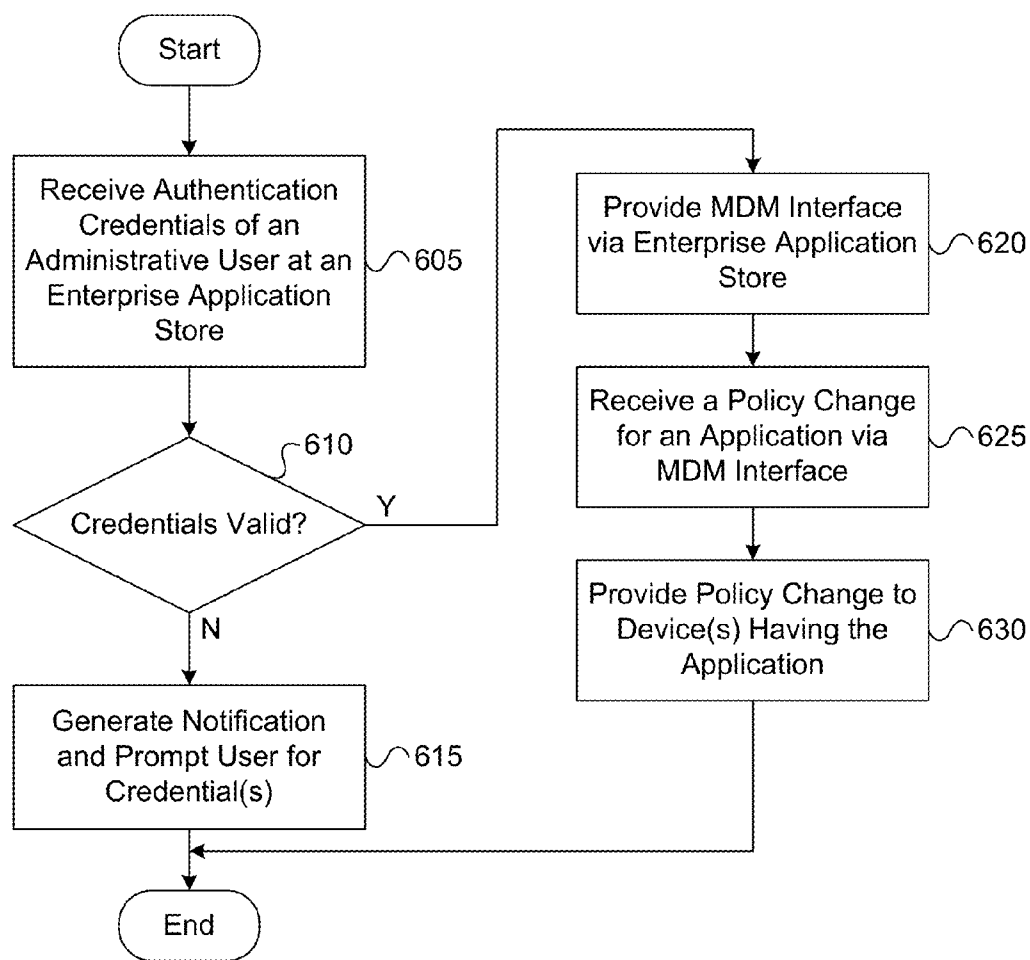 Start
Receive Authentication
Credentials of an
Administrative User at an
Enterprise Application
Store
605
610
Credentials Valid?
Y
N
Generate Notification
and Prompt User for
Credential(s)
615
End
Provide MDM Interface
via Enterprise Application
Store
620
Receive a Policy Change
for an Application via
MDM Interface
625
Provide Policy Change to
Device(s) Having the
Application
630